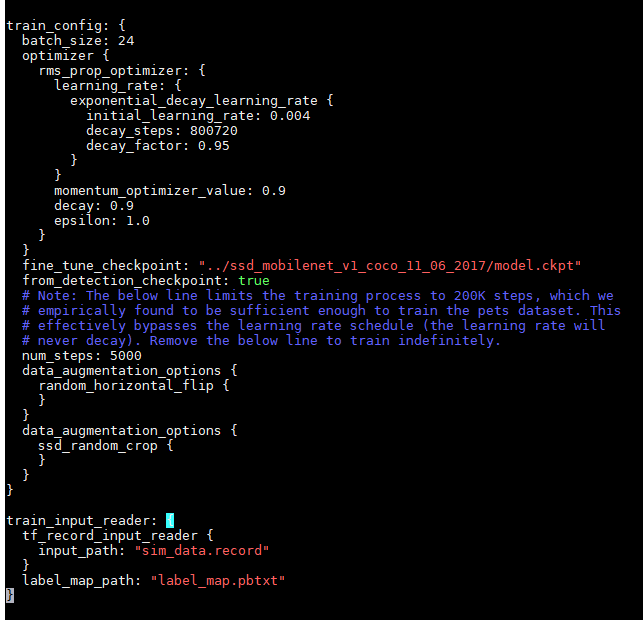 train_config: {
  batch_size: 24
  optimizer {
    rms_prop_optimizer: {
      learning_rate: {
        exponential_decay_learning_rate {
          initial_learning_rate: 0.004
          decay_steps: 800720
          decay_factor: 0.95
        }
      }
      momentum_optimizer_value: 0.9
      decay: 0.9
      epsilon: 1.0
    }
  }
  fine_tune_checkpoint: "../ssd_mobilenet_v1_coco_11_06_2017/model.ckpt"
  from_detection_checkpoint: true
  # Note: The below line limits the training process to 200K steps, which we
  # empirically found to be sufficient enough to train the pets dataset. This
  # effectively bypasses the learning rate schedule (the learning rate will
  # never decay). Remove the below line to train indefinitely.
  num_steps: 5000
  data_augmentation_options {
    random_horizontal_flip {
    }
  }
  data_augmentation_options {
    ssd_random_crop {
    }
  }
}

train_input_reader: {
  tf_record_input_reader {
    input_path: "sim_data.record"
  }
  label_map_path: "label_map.pbtxt"
}